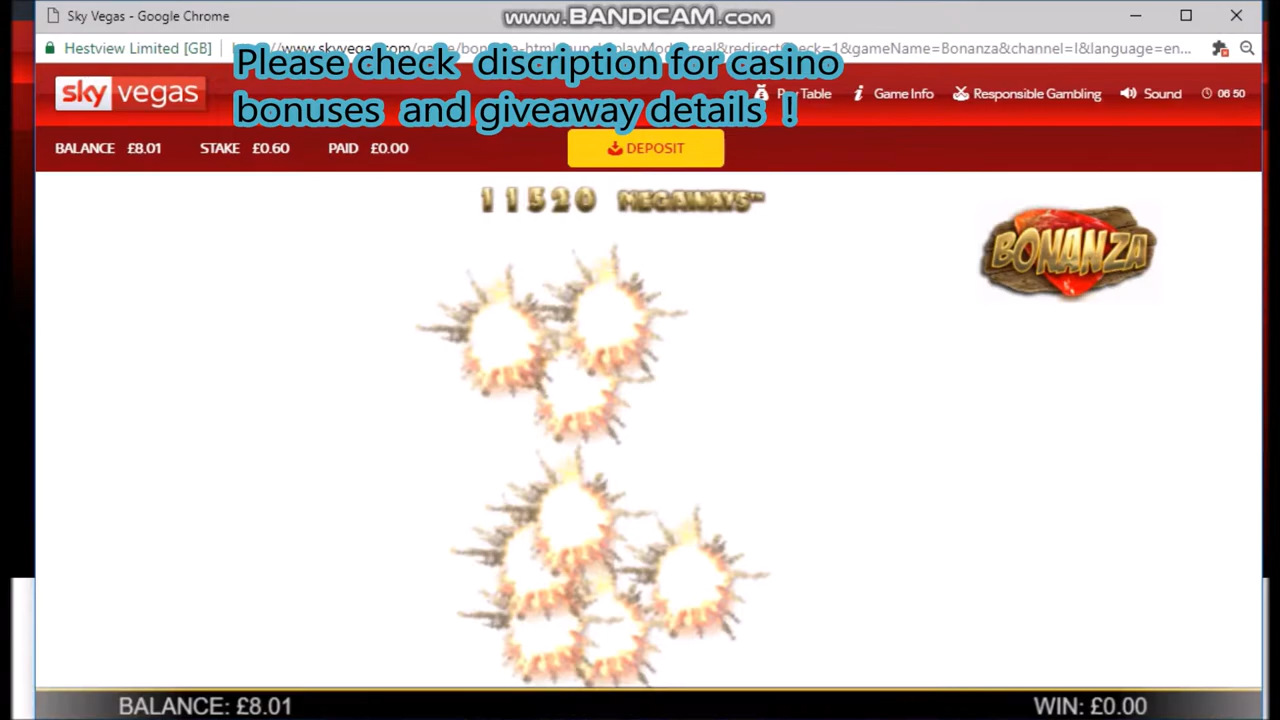 Sky Vegas - Google Chrome
www.BANDICAM.com
Hestview Limited [GB]
Please check discription for casino
bonuses and giveaway details !
sky vegas
Pay Table
Game Info
Responsible Gambling
Sound
06 50
BALANCE £8.01 STAKE £0.60 PAID £0.00
DEPOSIT
11520 MEGAWAYS™
BONANZA
BALANCE: £8.01
WIN: £0.00